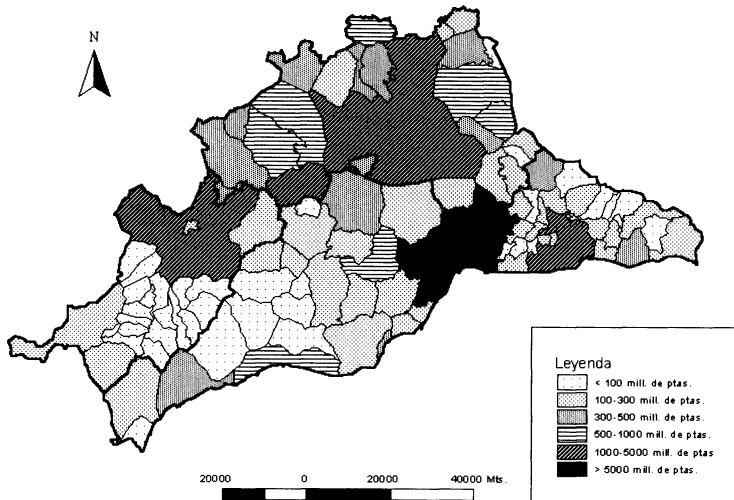 N
Leyenda
< 100 mill. de ptas.
100-300 mill. de ptas.
300-500 mill. de ptas.
500-1000 mill. de ptas.
1000-5000 mill. de ptas
> 5000 mill. de ptas.
20000 0 20000 40000 Mts.